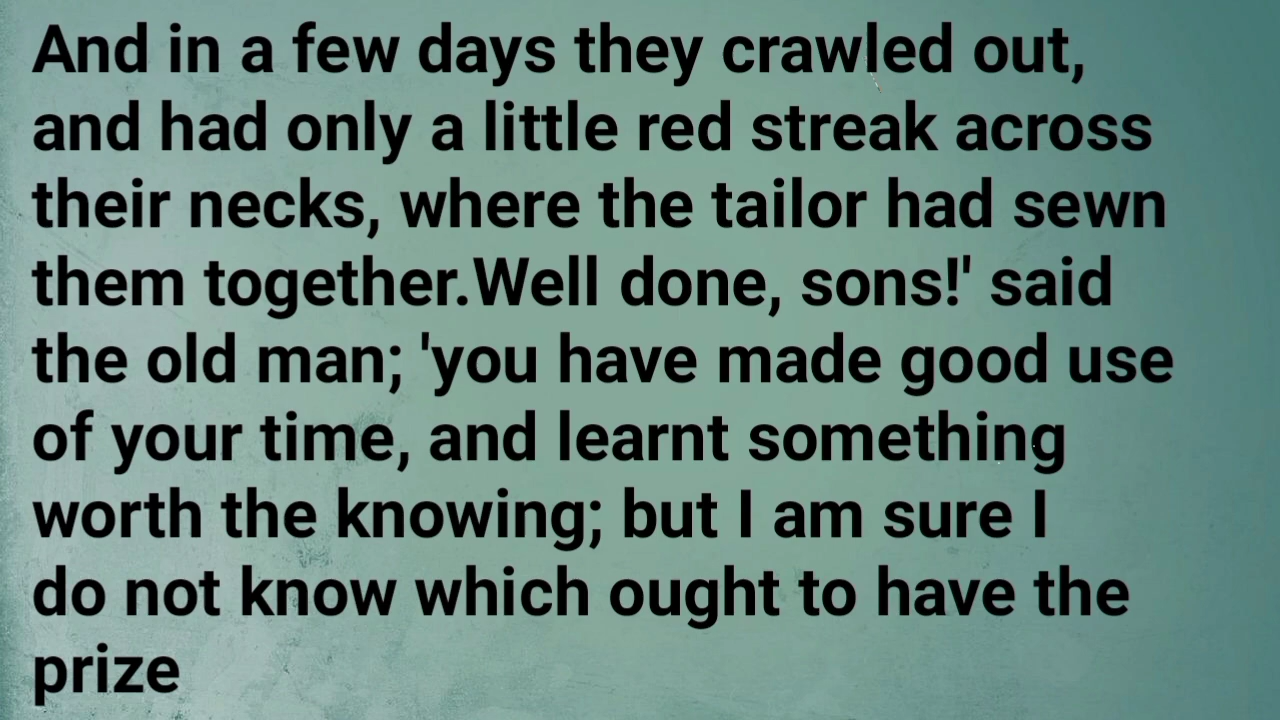 And in a few days they crawled out,
and had only a little red streak across
their necks, where the tailor had sewn
them together.Well done, sons!' said
the old man; 'you have made good use
of your time, and learnt something
worth the knowing; but I am sure I
do not know which ought to have the
prize